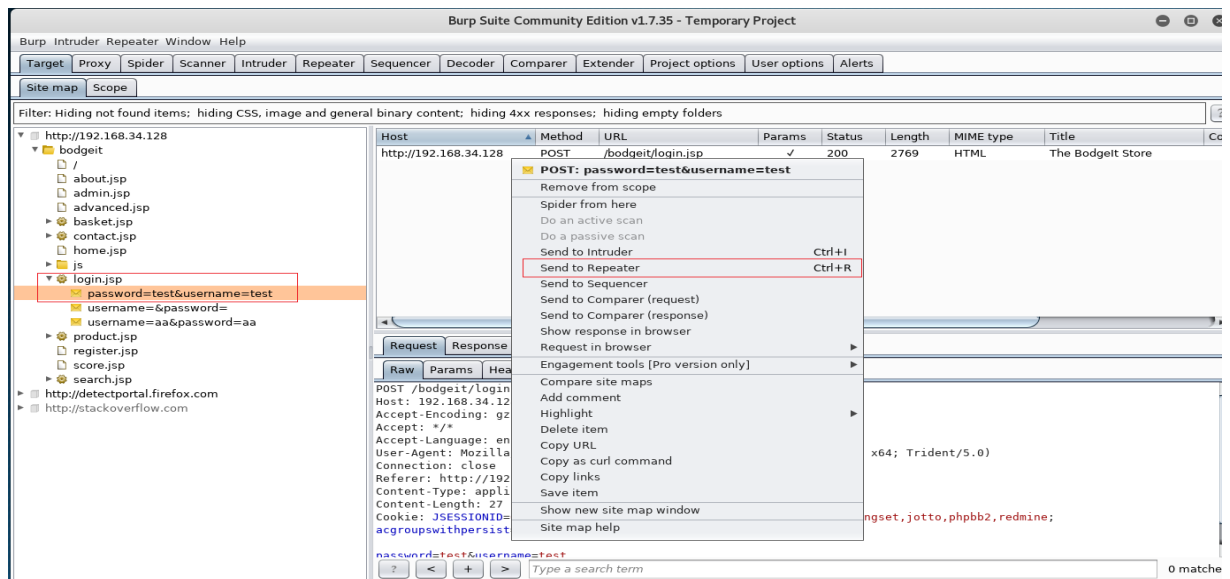 Burp Suite Community Edition v1.7.35 - Temporary Project
Burp Intruder Repeater Window Help
Target Proxy Spider Scanner Intruder Repeater Sequencer Decoder Comparer Extender Project options User options Alerts
Site map Scope
Filter: Hiding not found items; hiding CSS, image and general binary content; hiding 4xx responses; hiding empty folders
?
http://192.168.34.128
bodgeit
/
about.jsp
admin.jsp
advanced.jsp
basket.jsp
contact.jsp
home.jsp
js
login.jsp
password=test&username=test
username=&password=
username=aa&password=aa
product.jsp
register.jsp
score.jsp
search.jsp
http://detectportal.firefox.com
http://stackoverflow.com
Host Method URL Params Status Length MIME type Title Co
http://192.168.34.128 POST /bodgeit/login.jsp ✓ 200 2769 HTML The BodgeIt Store
POST: password=test&username=test
Remove from scope
Spider from here
Do an active scan
Do a passive scan
Send to Intruder Ctrl+I
Send to Repeater Ctrl+R
Send to Sequencer
Send to Comparer (request)
Send to Comparer (response)
Show response in browser
Request in browser
Engagement tools [Pro version only]
Compare site maps
Add comment
Highlight
Delete item
Copy URL
Copy as curl command
Copy links
Save item
Show new site map window
Site map help
Request Response
Raw Params Hea
POST /bodgeit/login
Host: 192.168.34.12
Accept-Encoding: gz
Accept: */*
Accept-Language: en
User-Agent: Mozilla x64; Trident/5.0)
Connection: close
Referer: http://192
Content-Type: appli
Content-Length: 27
Cookie: JSESSIONID= ngset,jotto,phpbb2,redmine;
acgroupswithpersist
password=test&username=test
? < + > Type a search term 0 matche